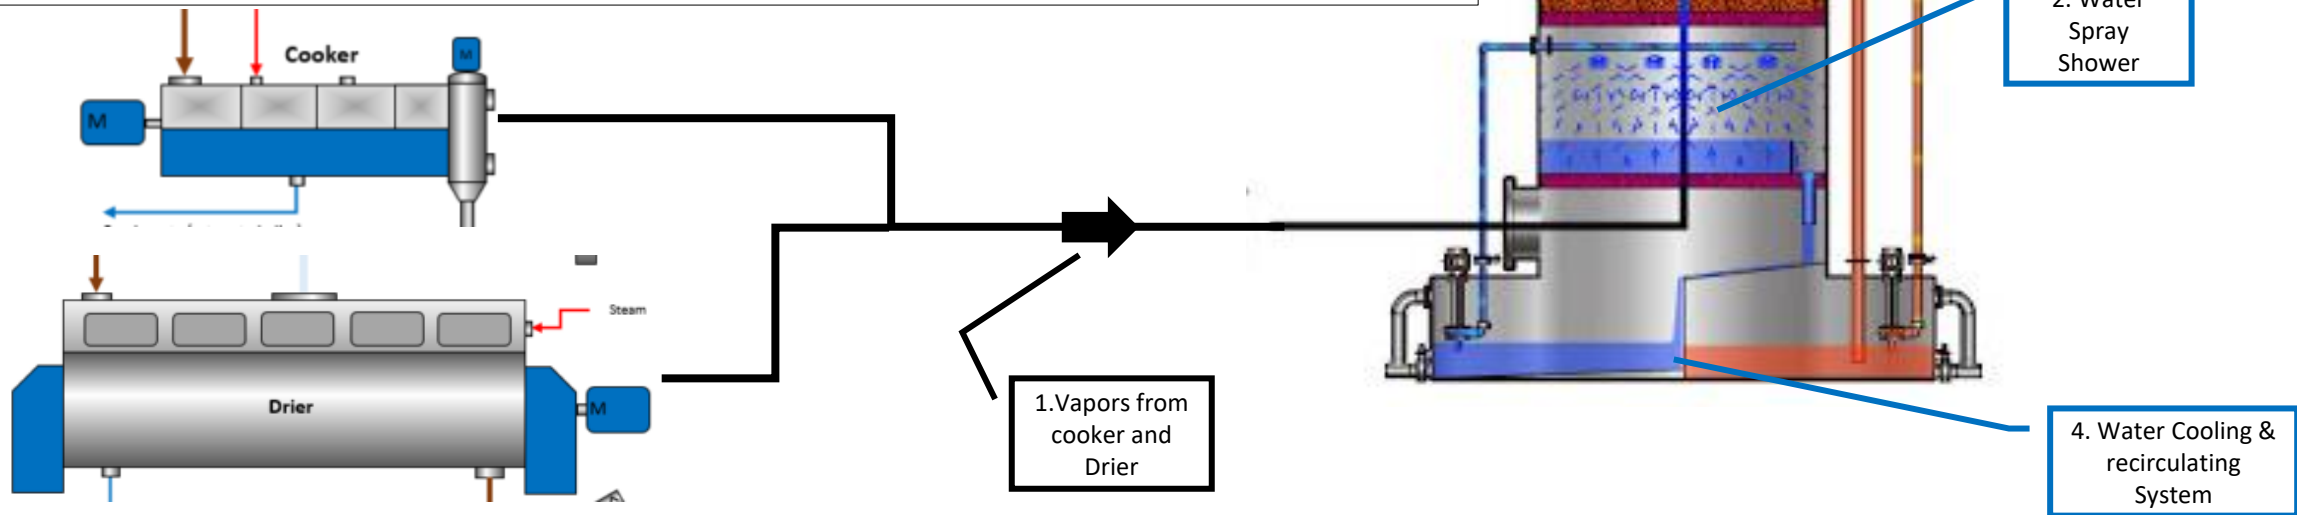 2. Water
Spray
Shower
Cooker
M
M
Steam
Drier
M
1.Vapors from
cooker and
Drier
4. Water Cooling &
recirculating
System